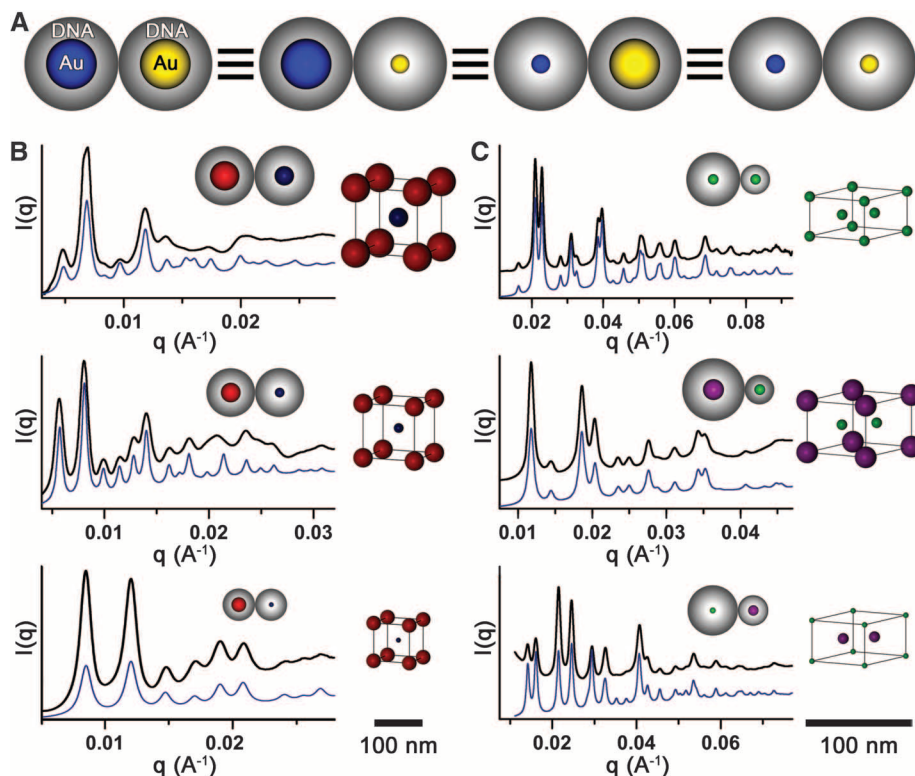 A
DNA
DNA
Au
Au
B
I(q)
0.01
0.02
q (A⁻¹)
I(q)
0.01
0.02
0.03
q (A⁻¹)
I(q)
0.01
0.02
q (A⁻¹)
100 nm
C
I(q)
0.02
0.04
0.06
0.08
q (A⁻¹)
I(q)
0.01
0.02
0.03
0.04
q (A⁻¹)
I(q)
0.02
0.04
0.06
q (A⁻¹)
100 nm